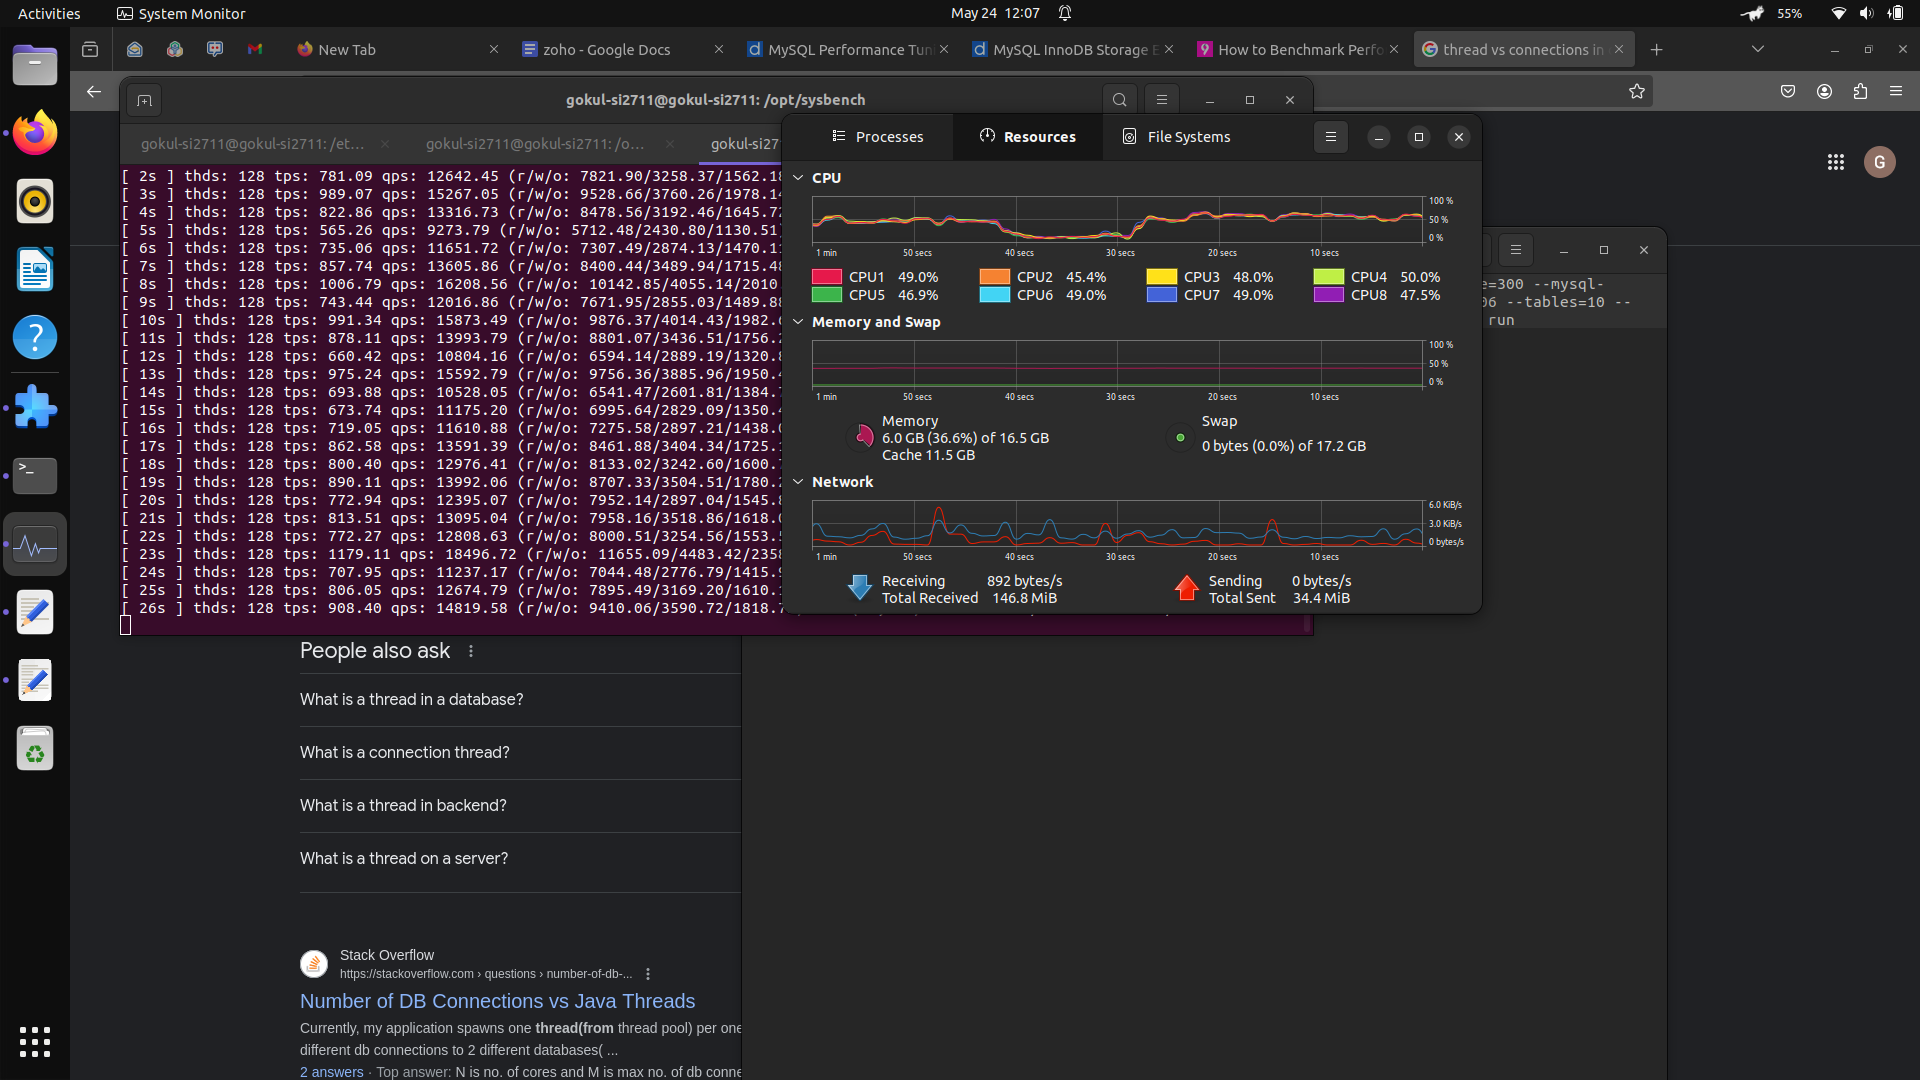 Activities
System Monitor
May 24 12:07
55%
New Tab
zoho - Google Docs
MySQL Performance Tuni
MySQL InnoDB Storage E
How to Benchmark Perfo
thread vs connections in
gokul-si2711@gokul-si2711: /opt/sysbench
gokul-si2711@gokul-si2711: /et...
gokul-si2711@gokul-si2711: /o...
gokul-si27
[ 2s ] thds: 128 tps: 781.09 qps: 12642.45 (r/w/o: 7821.90/3258.37/1562.18
[ 3s ] thds: 128 tps: 989.07 qps: 15267.05 (r/w/o: 9528.66/3760.26/1978.14
[ 4s ] thds: 128 tps: 822.86 qps: 13316.73 (r/w/o: 8478.56/3192.46/1645.72
[ 5s ] thds: 128 tps: 565.26 qps: 9273.79 (r/w/o: 5712.48/2430.80/1130.51)
[ 6s ] thds: 128 tps: 735.06 qps: 11651.72 (r/w/o: 7307.49/2874.13/1470.11
[ 7s ] thds: 128 tps: 857.74 qps: 13605.86 (r/w/o: 8400.44/3489.94/1715.48
[ 8s ] thds: 128 tps: 1006.79 qps: 16208.56 (r/w/o: 10142.85/4055.14/2010
[ 9s ] thds: 128 tps: 743.44 qps: 12016.86 (r/w/o: 7671.95/2855.03/1489.88
[ 10s ] thds: 128 tps: 991.34 qps: 15873.49 (r/w/o: 9876.37/4014.43/1982.6
[ 11s ] thds: 128 tps: 878.11 qps: 13993.79 (r/w/o: 8801.07/3436.51/1756.2
[ 12s ] thds: 128 tps: 660.42 qps: 10804.16 (r/w/o: 6594.14/2889.19/1320.8
[ 13s ] thds: 128 tps: 975.24 qps: 15592.79 (r/w/o: 9756.36/3885.96/1950.4
[ 14s ] thds: 128 tps: 693.88 qps: 10528.05 (r/w/o: 6541.47/2601.81/1384.7
[ 15s ] thds: 128 tps: 673.74 qps: 11175.20 (r/w/o: 6995.64/2829.09/1350.4
[ 16s ] thds: 128 tps: 719.05 qps: 11610.88 (r/w/o: 7275.58/2897.21/1438.0
[ 17s ] thds: 128 tps: 862.58 qps: 13591.39 (r/w/o: 8461.88/3404.34/1725.1
[ 18s ] thds: 128 tps: 800.40 qps: 12976.41 (r/w/o: 8133.02/3242.60/1600.7
[ 19s ] thds: 128 tps: 890.11 qps: 13992.06 (r/w/o: 8707.33/3504.51/1780.2
[ 20s ] thds: 128 tps: 772.94 qps: 12395.07 (r/w/o: 7952.14/2897.04/1545.8
[ 21s ] thds: 128 tps: 813.51 qps: 13095.04 (r/w/o: 7958.16/3518.86/1618.0
[ 22s ] thds: 128 tps: 772.27 qps: 12808.63 (r/w/o: 8000.51/3254.56/1553.5
[ 23s ] thds: 128 tps: 1179.11 qps: 18496.72 (r/w/o: 11655.09/4483.42/2358
[ 24s ] thds: 128 tps: 707.95 qps: 11237.17 (r/w/o: 7044.48/2776.79/1415.9
[ 25s ] thds: 128 tps: 806.05 qps: 12674.79 (r/w/o: 7895.49/3169.20/1610.1
[ 26s ] thds: 128 tps: 908.40 qps: 14819.58 (r/w/o: 9410.06/3590.72/1818.7
Processes
Resources
File Systems
CPU
100 %
50 %
0 %
1 min 50 secs 40 secs 30 secs 20 secs 10 secs
CPU1 49.0% CPU2 45.4% CPU3 48.0% CPU4 50.0%
CPU5 46.9% CPU6 49.0% CPU7 49.0% CPU8 47.5%
Memory and Swap
100 %
50 %
0 %
1 min 50 secs 40 secs 30 secs 20 secs 10 secs
Memory
6.0 GB (36.6%) of 16.5 GB
Cache 11.5 GB
Swap
0 bytes (0.0%) of 17.2 GB
Network
6.0 KiB/s
3.0 KiB/s
0 bytes/s
1 min 50 secs 40 secs 30 secs 20 secs 10 secs
Receiving 892 bytes/s
Total Received 146.8 MiB
Sending 0 bytes/s
Total Sent 34.4 MiB
G
e=300 --mysql-
06 --tables=10 --
run
People also ask
What is a thread in a database?
What is a connection thread?
What is a thread in backend?
What is a thread on a server?
Stack Overflow
https://stackoverflow.com › questions › number-of-db-...
Number of DB Connections vs Java Threads
Currently, my application spawns one thread(from thread pool) per one
different db connections to 2 different databases( ...
2 answers · Top answer: N is no. of cores and M is max no. of db conne